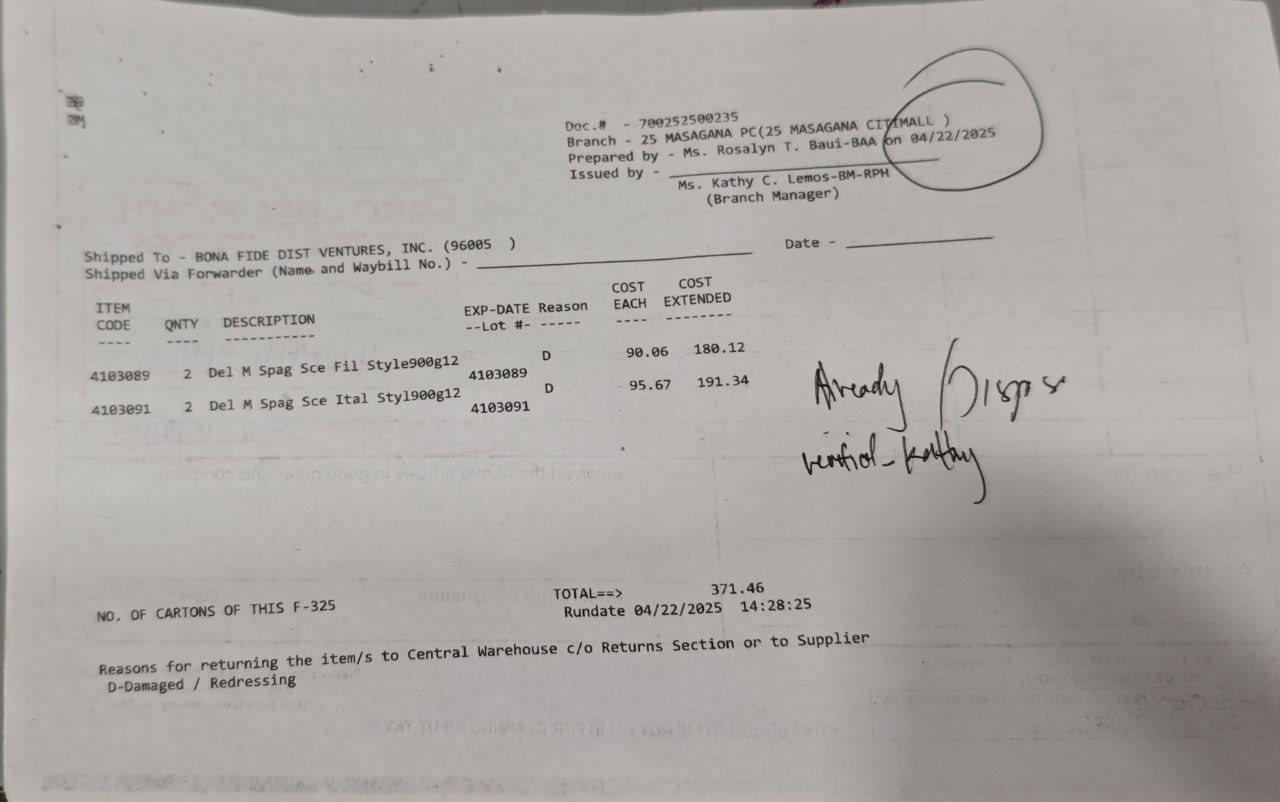 Doc.# - 700252500235
Branch - 25 MASAGANA PC(25 MASAGANA CITIMALL )
Prepared by - Ms. Rosalyn T. Baui-BAA on 04/22/2025
Issued by -
Ms. Kathy C. Lemos-BM-RPH
(Branch Manager)
Shipped To - BONA FIDE DIST VENTURES, INC. (96005 )
Date -
Shipped Via Forwarder (Name and Waybill No.) -
ITEM CODE QNTY DESCRIPTION EXP-DATE --Lot #- Reason COST EACH COST EXTENDED
4103089 2 Del M Spag Sce Fil Style900g12 4103089 D 90.06 180.12
4103091 2 Del M Spag Sce Ital Styl900g12 4103091 D 95.67 191.34
Already
verified - Kathy
TOTAL==> 371.46
NO. OF CARTONS OF THIS F-325
Rundate 04/22/2025 14:28:25
Reasons for returning the item/s to Central Warehouse c/o Returns Section or to Supplier
D-Damaged / Redressing